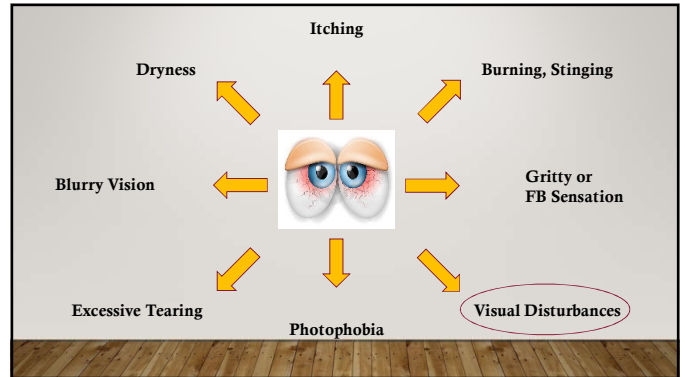 Itching
Dryness
Burning, Stinging
Blurry Vision
Gritty or
FB Sensation
Excessive Tearing
Visual Disturbances
Photophobia